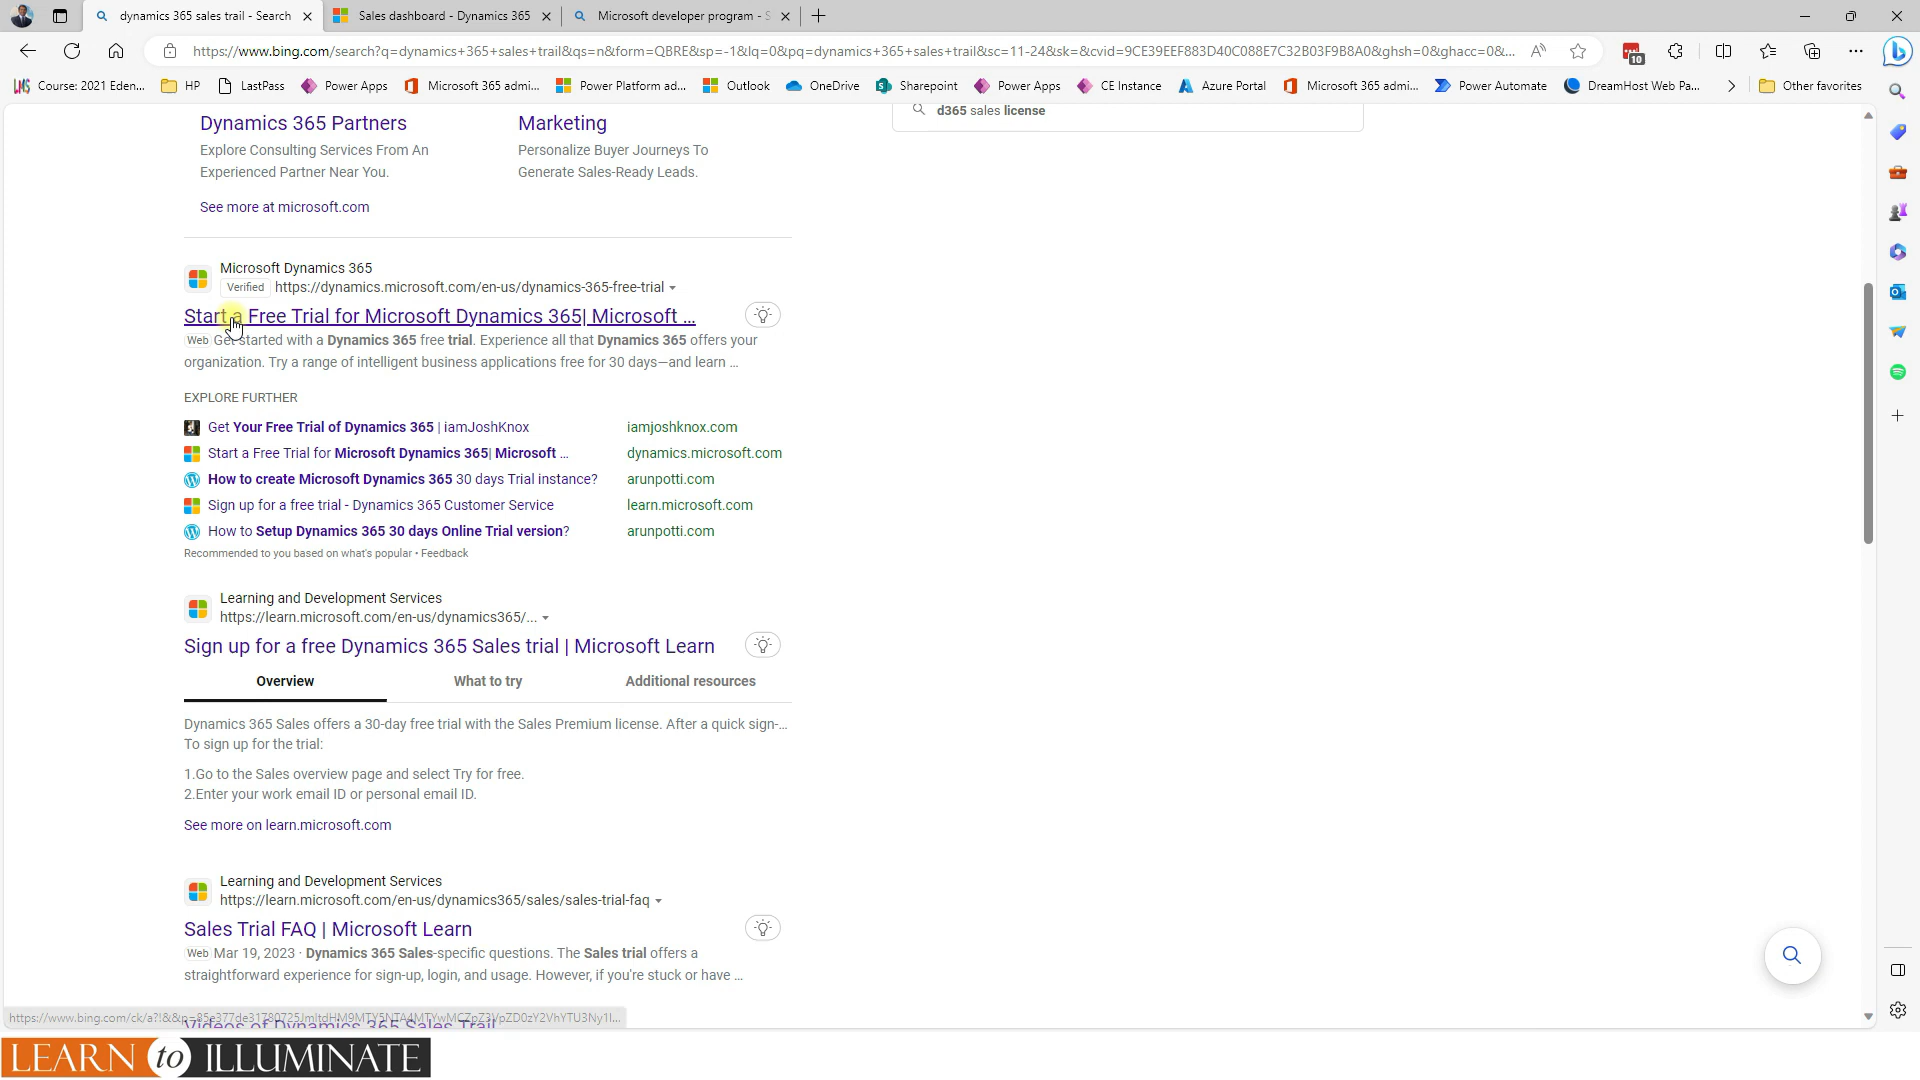 dynamics 365 sales trail - Search
Sales dashboard - Dynamics 365
Microsoft developer program - S
https://www.bing.com/search?q=dynamics+365+sales+trail&qs=n&form=QBRE&sp=-1&lq=0&pq=dynamics+365+sales+trail&sc=11-24&sk=&cvid=9CE39EEF883D40C088E7C32B03F9B8A0&ghsh=0&ghacc=0&...
10
Course: 2021 Eden...
HP
LastPass
Power Apps
Microsoft 365 admi...
Power Platform ad...
Outlook
OneDrive
Sharepoint
Power Apps
CE Instance
Azure Portal
Microsoft 365 admi...
Power Automate
DreamHost Web Pa...
Other favorites
d365 sales license
Dynamics 365 Partners
Explore Consulting Services From An
Experienced Partner Near You.
Marketing
Personalize Buyer Journeys To
Generate Sales-Ready Leads.
See more at microsoft.com
Microsoft Dynamics 365
Verified https://dynamics.microsoft.com/en-us/dynamics-365-free-trial
Start a Free Trial for Microsoft Dynamics 365| Microsoft ...
Web Get started with a Dynamics 365 free trial. Experience all that Dynamics 365 offers your
organization. Try a range of intelligent business applications free for 30 days—and learn ...
EXPLORE FURTHER
Get Your Free Trial of Dynamics 365 | iamJoshKnox iamjoshknox.com
Start a Free Trial for Microsoft Dynamics 365| Microsoft ... dynamics.microsoft.com
How to create Microsoft Dynamics 365 30 days Trial instance? arunpotti.com
Sign up for a free trial - Dynamics 365 Customer Service learn.microsoft.com
How to Setup Dynamics 365 30 days Online Trial version? arunpotti.com
Recommended to you based on what's popular • Feedback
Learning and Development Services
https://learn.microsoft.com/en-us/dynamics365/...
Sign up for a free Dynamics 365 Sales trial | Microsoft Learn
Overview What to try Additional resources
Dynamics 365 Sales offers a 30-day free trial with the Sales Premium license. After a quick sign-...
To sign up for the trial:
1.Go to the Sales overview page and select Try for free.
2.Enter your work email ID or personal email ID.
See more on learn.microsoft.com
Learning and Development Services
https://learn.microsoft.com/en-us/dynamics365/sales/sales-trial-faq
Sales Trial FAQ | Microsoft Learn
Web Mar 19, 2023 · Dynamics 365 Sales-specific questions. The Sales trial offers a
straightforward experience for sign-up, login, and usage. However, if you're stuck or have ...
Videos of Dynamics 365 Sales Trail
LEARN to ILLUMINATE